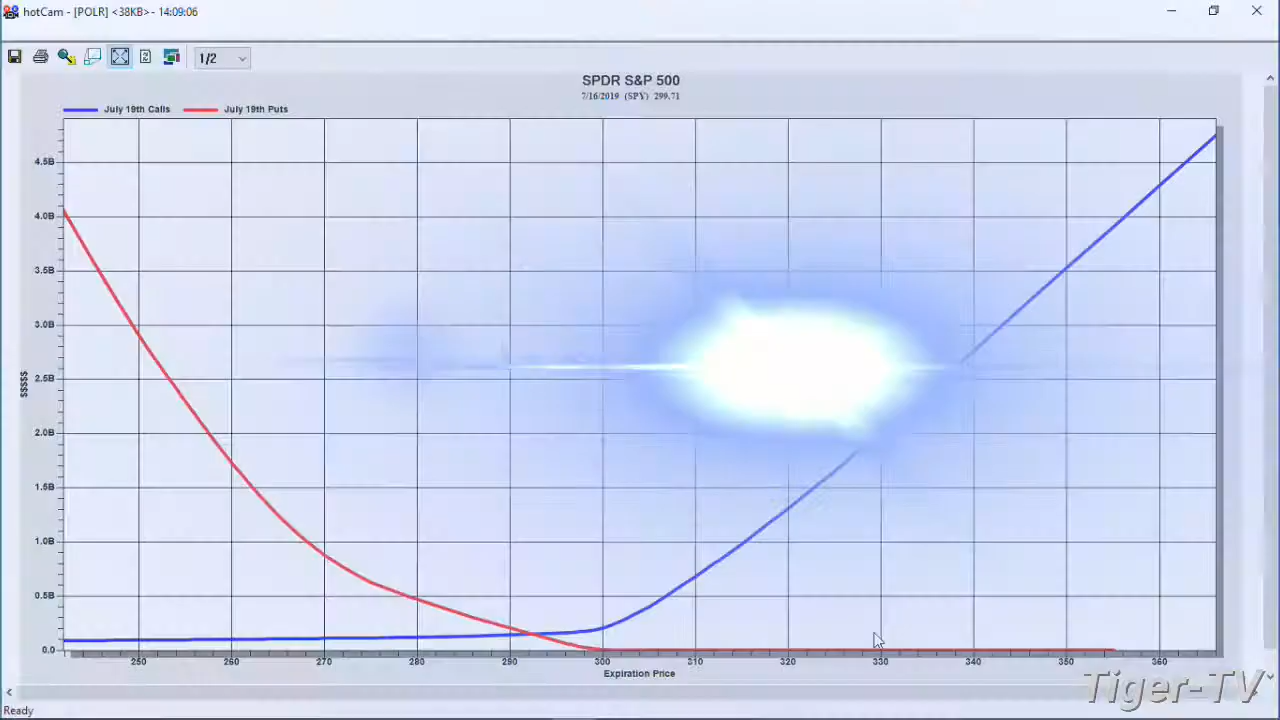 hotCam - [POLR] <38KB> - 14:09:06
1/2
SPDR S&P 500
7/16/2019 (SPY) 299.71
July 19th Calls July 19th Puts
4.5B
4.0B
3.5B
3.0B
2.5B
$$$$$
2.0B
1.5B
1.0B
0.5B
0.0
250 260 270 280 290 300 310 320 330 340 350 360
Expiration Price
Tiger-TV
Ready